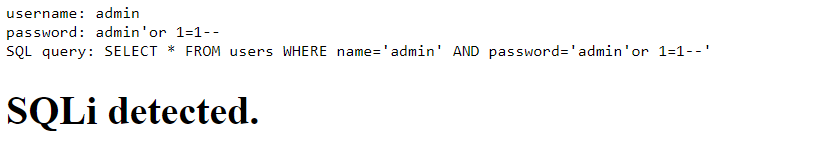 username: admin
password: admin'or 1=1--
SQL query: SELECT * FROM users WHERE name='admin' AND password='admin'or 1=1--'
SQLi detected.